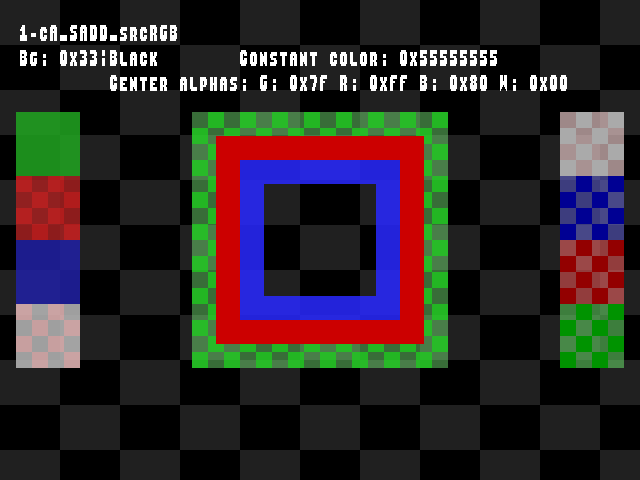 1-cA_SADD_srcRGB
Bg: 0x33¦Black Constant color: 0x55555555
Center alphas: G: 0x7f R: 0xff B: 0x80 W: 0x00